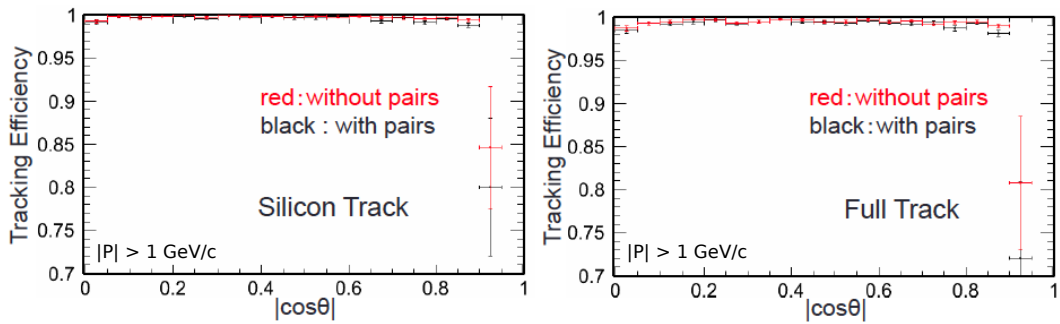 Tracking Efficiency
1
0.95
0.9
0.85
0.8
0.75
0.7
red:without pairs
black : with pairs
Silicon Track
|P| > 1 GeV/c
0 0.2 0.4 0.6 0.8 1
|cosθ|
Tracking Efficiency
1
0.95
0.9
0.85
0.8
0.75
0.7
red:without pairs
black:with pairs
Full Track
|P| > 1 GeV/c
0 0.2 0.4 0.6 0.8 1
|cosθ|